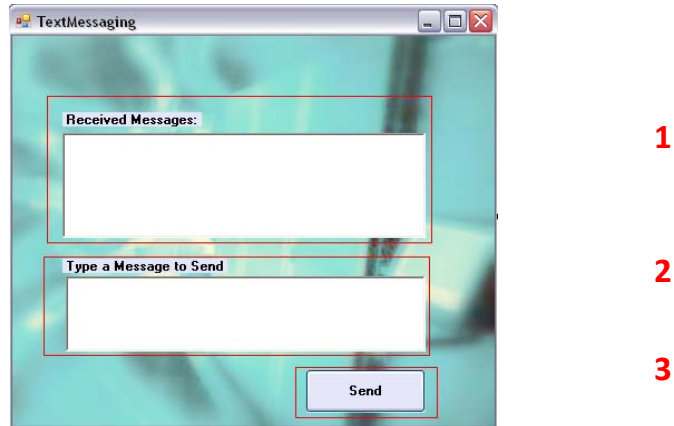 TextMessaging
Received Messages:
1
Type a Message to Send
2
Send
3